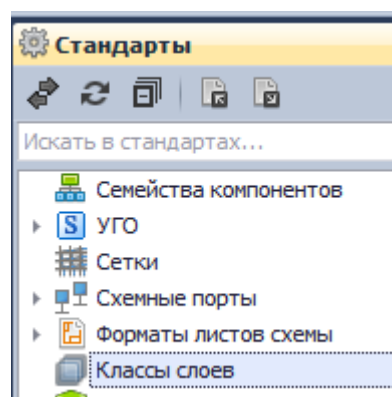 Стандарты
Искать в стандартах...
Семейства компонентов
S УГО
Сетки
Схемные порты
Форматы листов схемы
Классы слоев